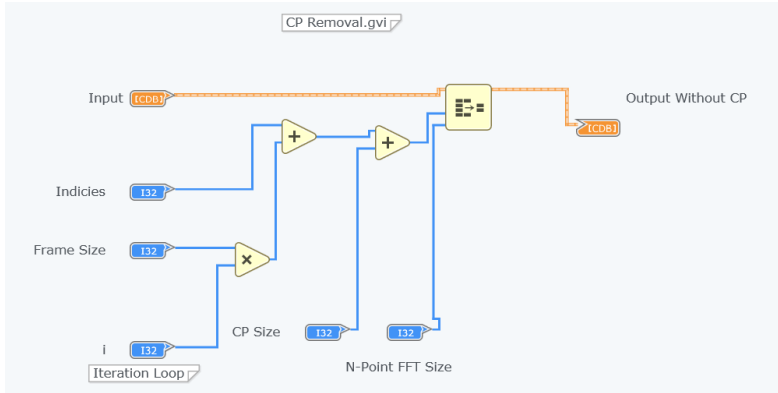 CP Removal.gvi
Input
[CDB]
Output Without CP
[CDB]
+
+
Indicies
I32
Frame Size
I32
×
CP Size
I32
I32
i
I32
N-Point FFT Size
Iteration Loop